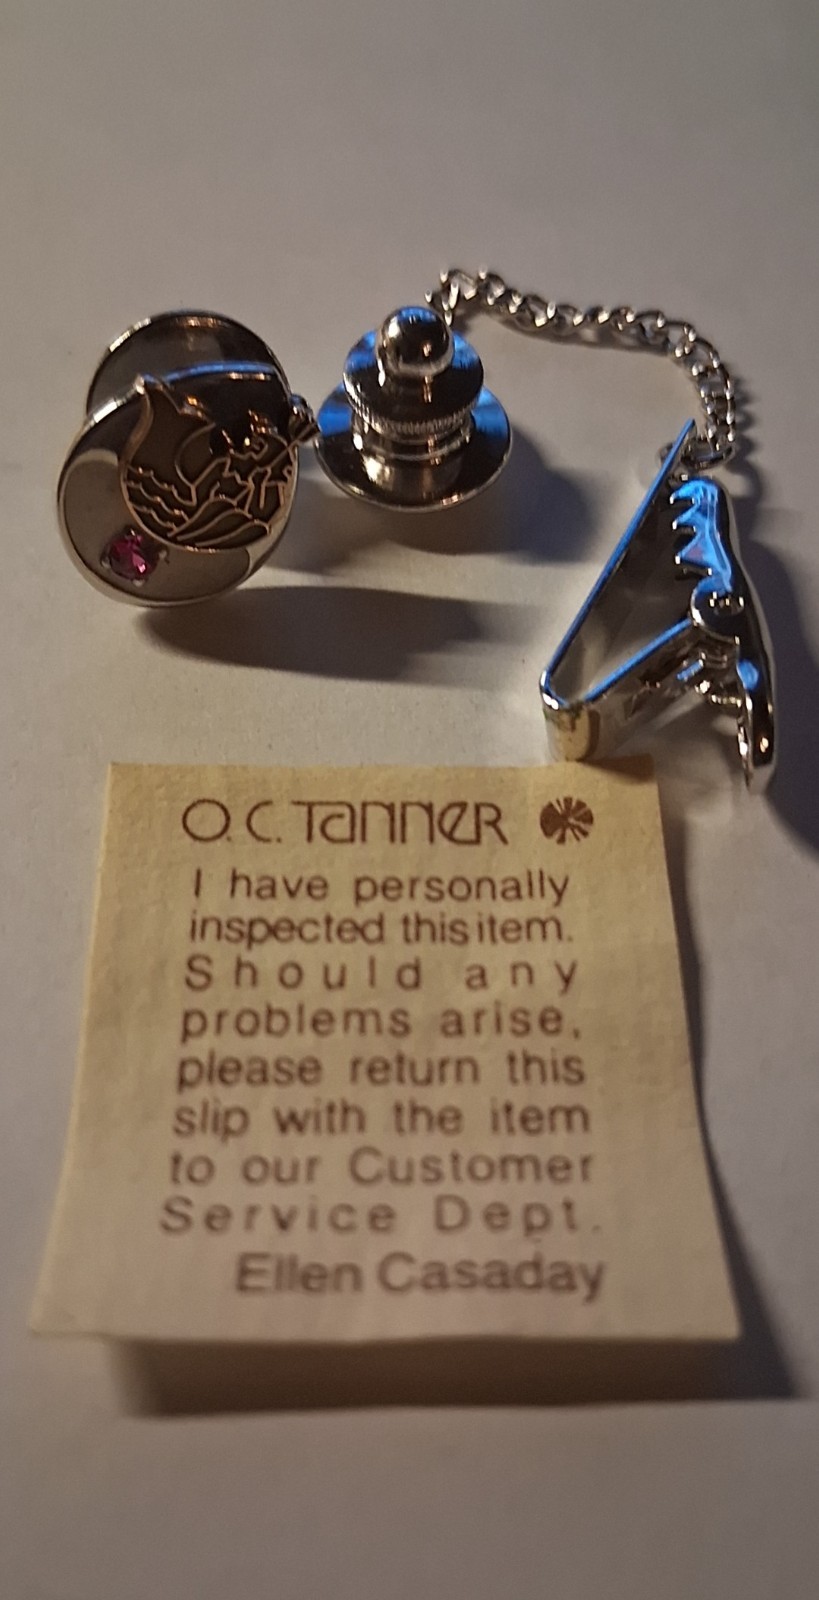 O.C. Tanner
I have personally
inspected this item.
Should any
problems arise,
please return this
slip with the item
to our Customer
Service Dept.
Ellen Casaday